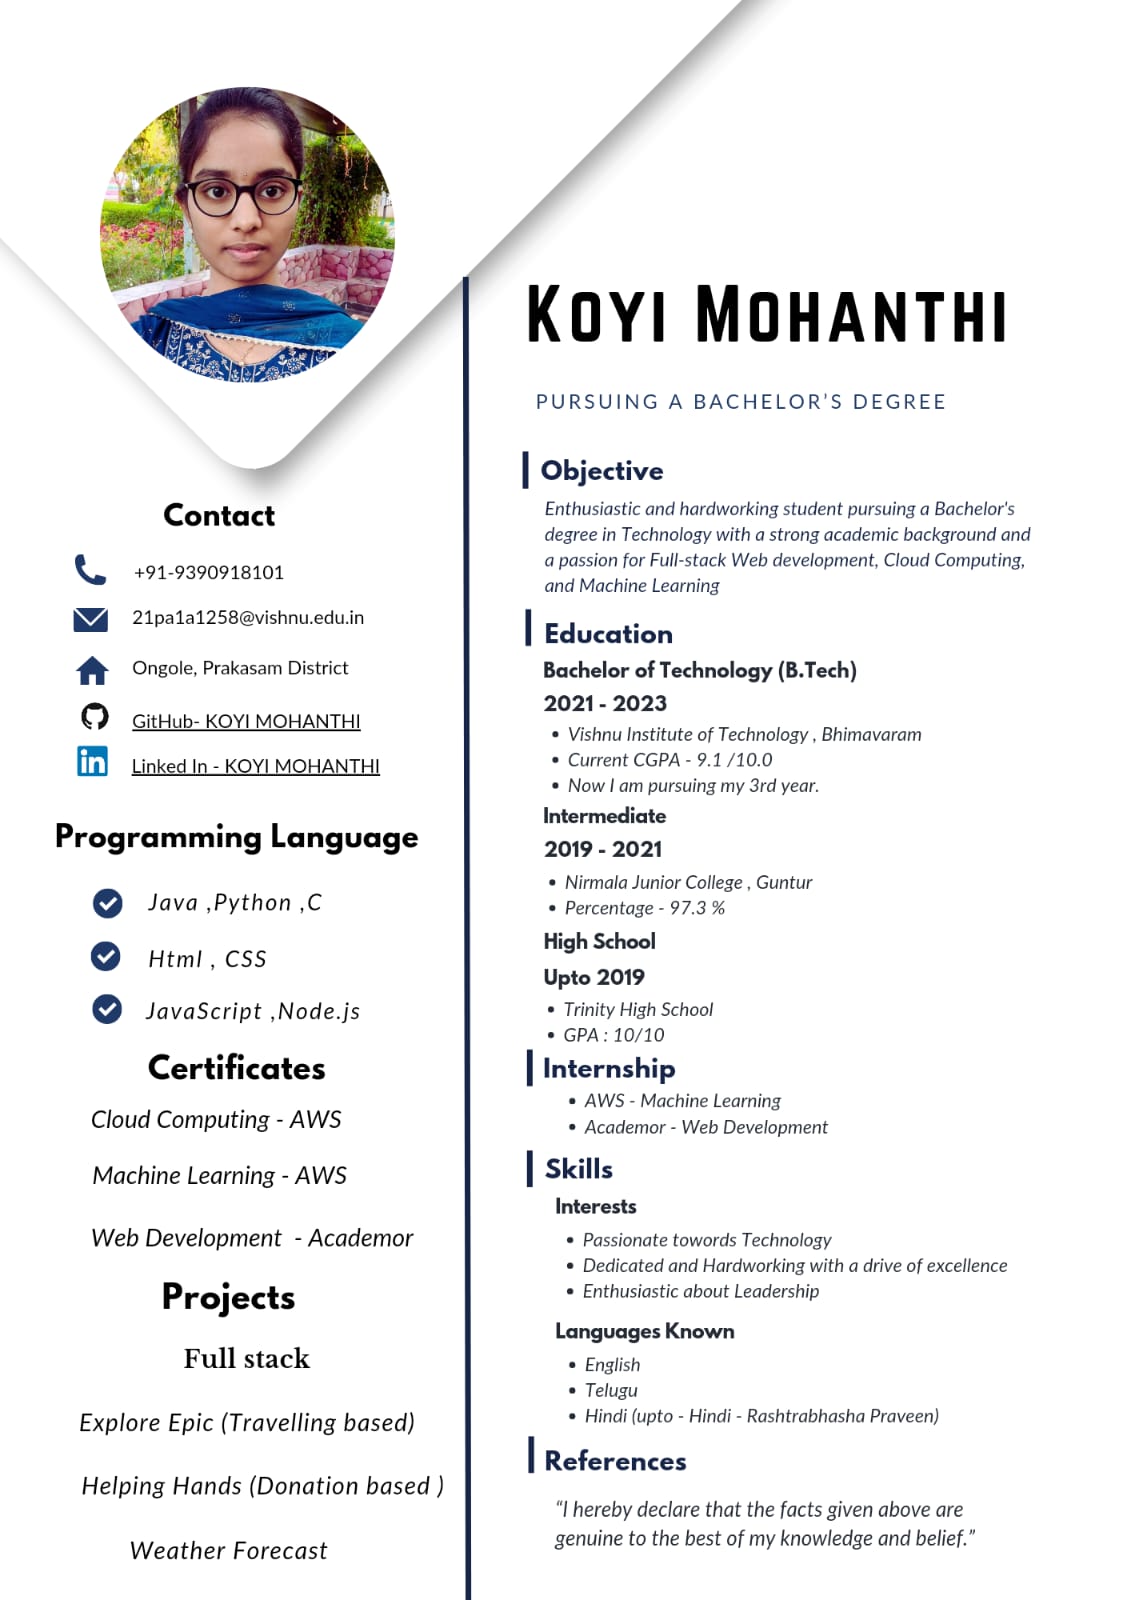 KOYI MOHANTHI
PURSUING A BACHELOR'S DEGREE
Contact
+91-9390918101
21pa1a1258@vishnu.edu.in
Ongole, Prakasam District
GitHub- KOYI MOHANTHI
in
Linked In - KOYI MOHANTHI
Programming Language
Java ,Python ,C
Html , CSS
JavaScript ,Node.js
Certificates
Cloud Computing - AWS
Machine Learning - AWS
Web Development  - Academor
Projects
Full stack
Explore Epic (Travelling based)
Helping Hands (Donation based )
Weather Forecast
Objective
Enthusiastic and hardworking student pursuing a Bachelor's
degree in Technology with a strong academic background and
a passion for Full-stack Web development, Cloud Computing,
and Machine Learning
Education
Bachelor of Technology (B.Tech)
2021 - 2023
• Vishnu Institute of Technology , Bhimavaram
• Current CGPA - 9.1 /10.0
• Now I am pursuing my 3rd year.
Intermediate
2019 - 2021
• Nirmala Junior College , Guntur
• Percentage - 97.3 %
High School
Upto 2019
• Trinity High School
• GPA : 10/10
Internship
• AWS - Machine Learning
• Academor - Web Development
Skills
Interests
• Passionate towards Technology
• Dedicated and Hardworking with a drive of excellence
• Enthusiastic about Leadership
Languages Known
• English
• Telugu
• Hindi (upto - Hindi - Rashtrabhasha Praveen)
References
“I hereby declare that the facts given above are
genuine to the best of my knowledge and belief.”